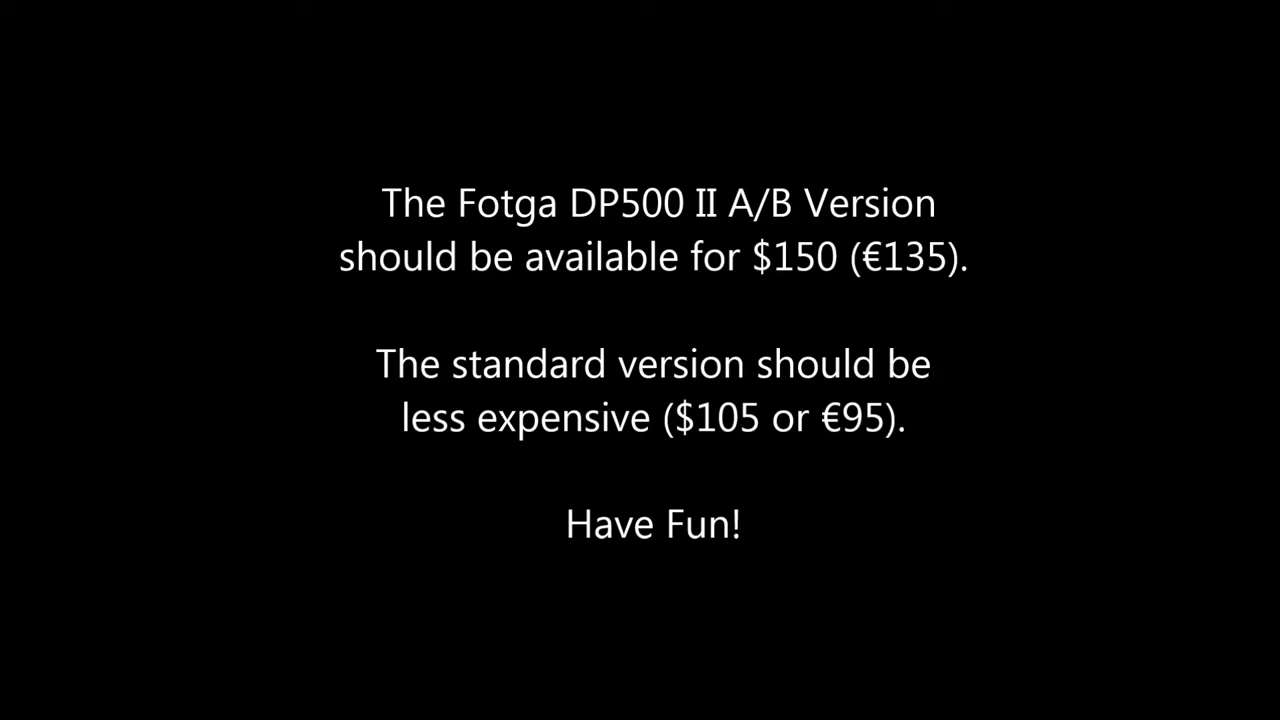 The Fotga DP500 II A/B Version
should be available for $150 (€135).
The standard version should be
less expensive ($105 or €95).
Have Fun!